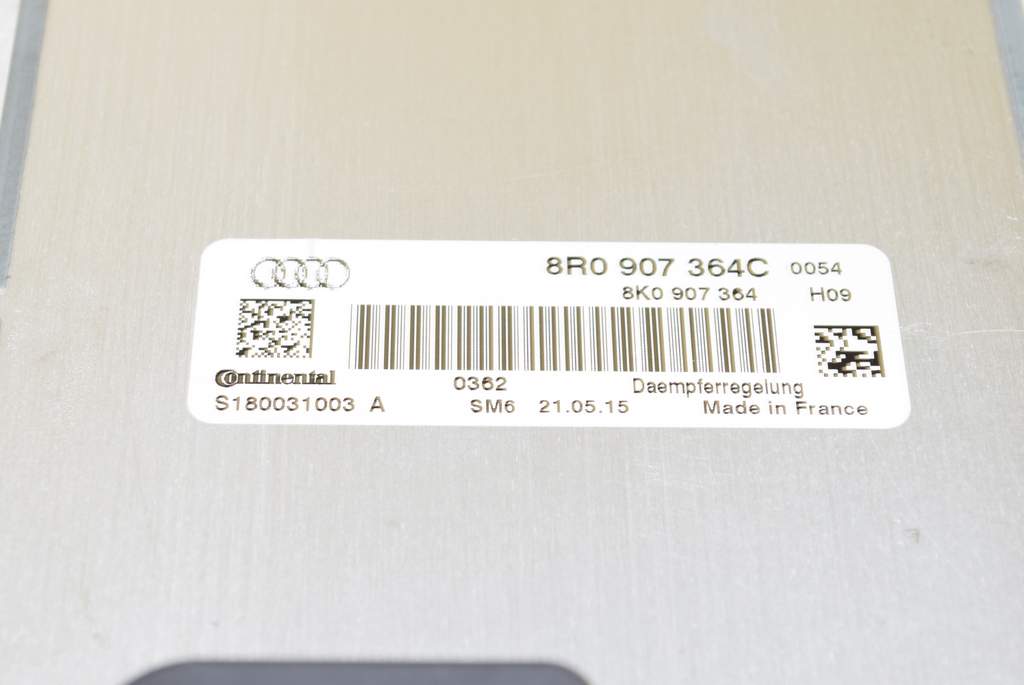 8R0 907 364C 0054
8K0 907 364 H09
Continental
0362 Daempferregelung
S180031003 A SM6 21.05.15 Made in France